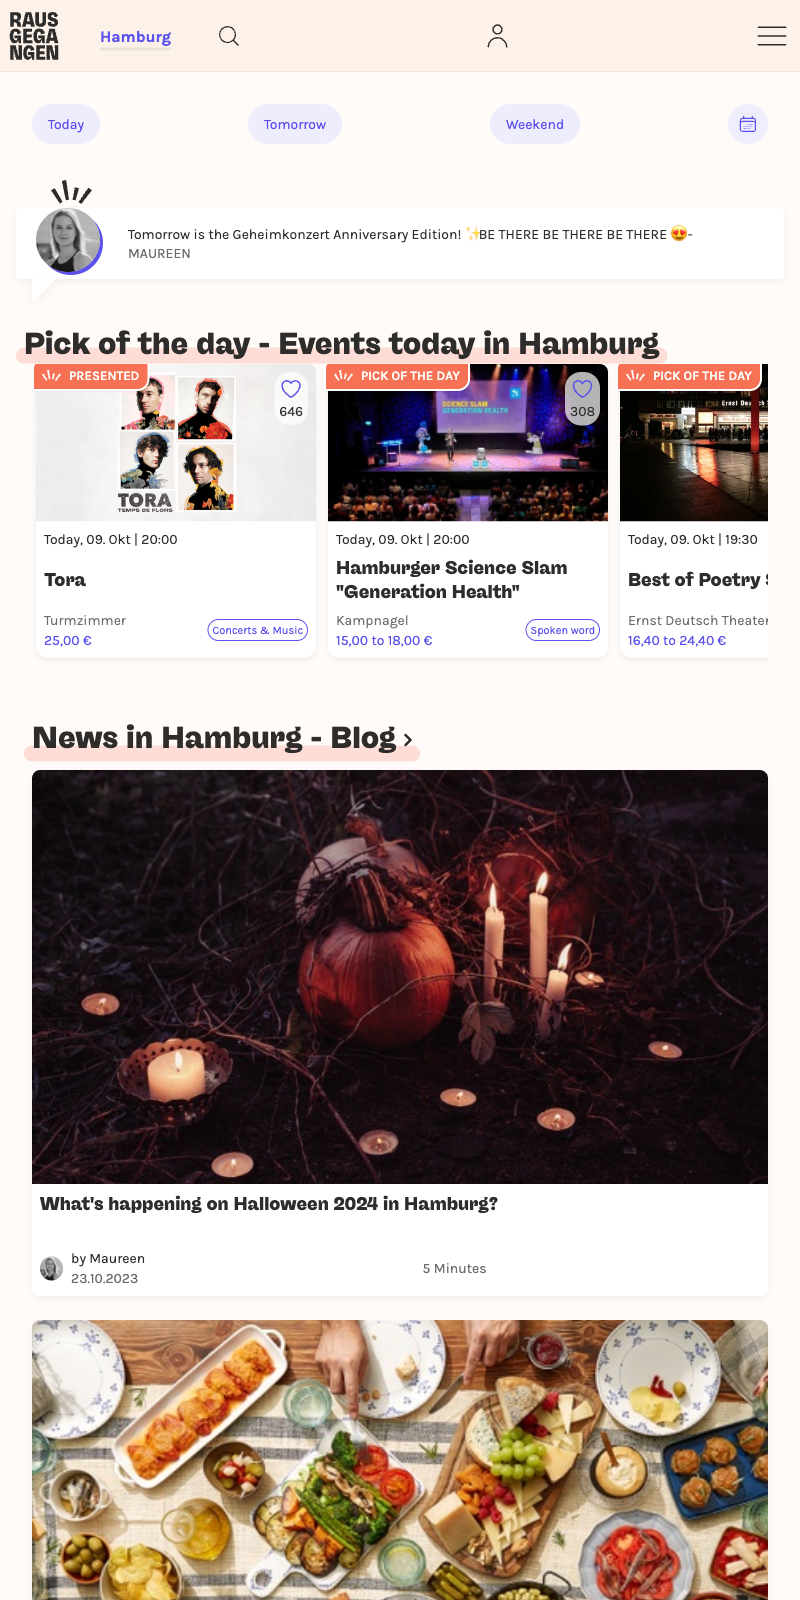 RAUS
GEGA
NGEN
Hamburg
Today
Tomorrow
Weekend
Tomorrow is the Geheimkonzert Anniversary Edition! ✨BE THERE BE THERE BE THERE 😍-
MAUREEN
Pick of the day - Events today in Hamburg
PRESENTED
646
TORA
TEMPS DE FLORS
Today, 09. Okt | 20:00
Tora
Turmzimmer
25,00 €
Concerts & Music
PICK OF THE DAY
308
SCIENCE SLAM
GENERATION HEALTH
Today, 09. Okt | 20:00
Hamburger Science Slam
"Generation Health"
Kampnagel
15,00 to 18,00 €
Spoken word
PICK OF THE DAY
Ernst Deu
Today, 09. Okt | 19:30
Best of Poetry S
Ernst Deutsch Theater
16,40 to 24,40 €
News in Hamburg - Blog ›
What's happening on Halloween 2024 in Hamburg?
by Maureen
23.10.2023
5 Minutes